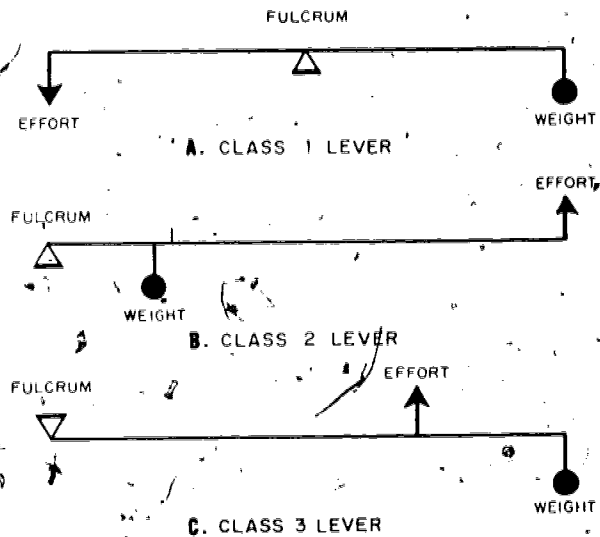 FULCRUM
EFFORT
WEIGHT
A. CLASS 1 LEVER
EFFORT
FULCRUM
WEIGHT
B. CLASS 2 LEVER
FULCRUM
EFFORT
WEIGHT
C. CLASS 3 LEVER